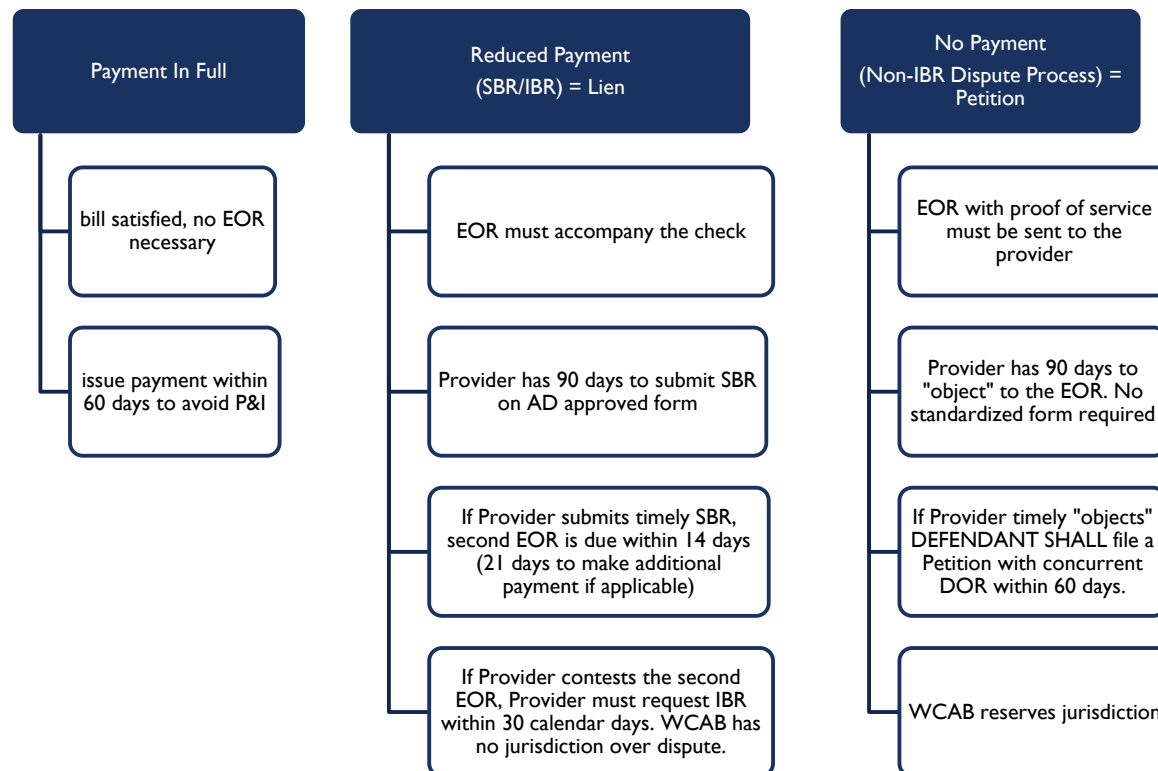 Payment In Full
bill satisfied, no EOR
necessary
issue payment within
60 days to avoid P&I
Reduced Payment
(SBR/IBR) = Lien
EOR must accompany the check
Provider has 90 days to submit SBR
on AD approved form
If Provider submits timely SBR,
second EOR is due within 14 days
(21 days to make additional
payment if applicable)
If Provider contests the second
EOR, Provider must request IBR
within 30 calendar days. WCAB has
no jurisdiction over dispute.
No Payment
(Non-IBR Dispute Process) =
Petition
EOR with proof of service
must be sent to the
provider
Provider has 90 days to
"object" to the EOR. No
standardized form required
If Provider timely "objects"
DEFENDANT SHALL file a
Petition with concurrent
DOR within 60 days.
WCAB reserves jurisdiction